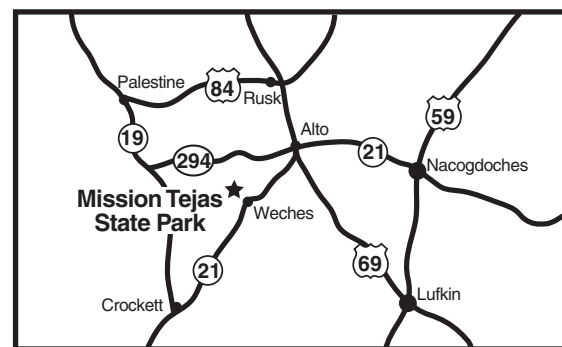 Palestine
84
Rusk
59
19
Alto
294
21
Nacogdoches
Mission Tejas
State Park
Weches
21
69
Crockett
Lufkin